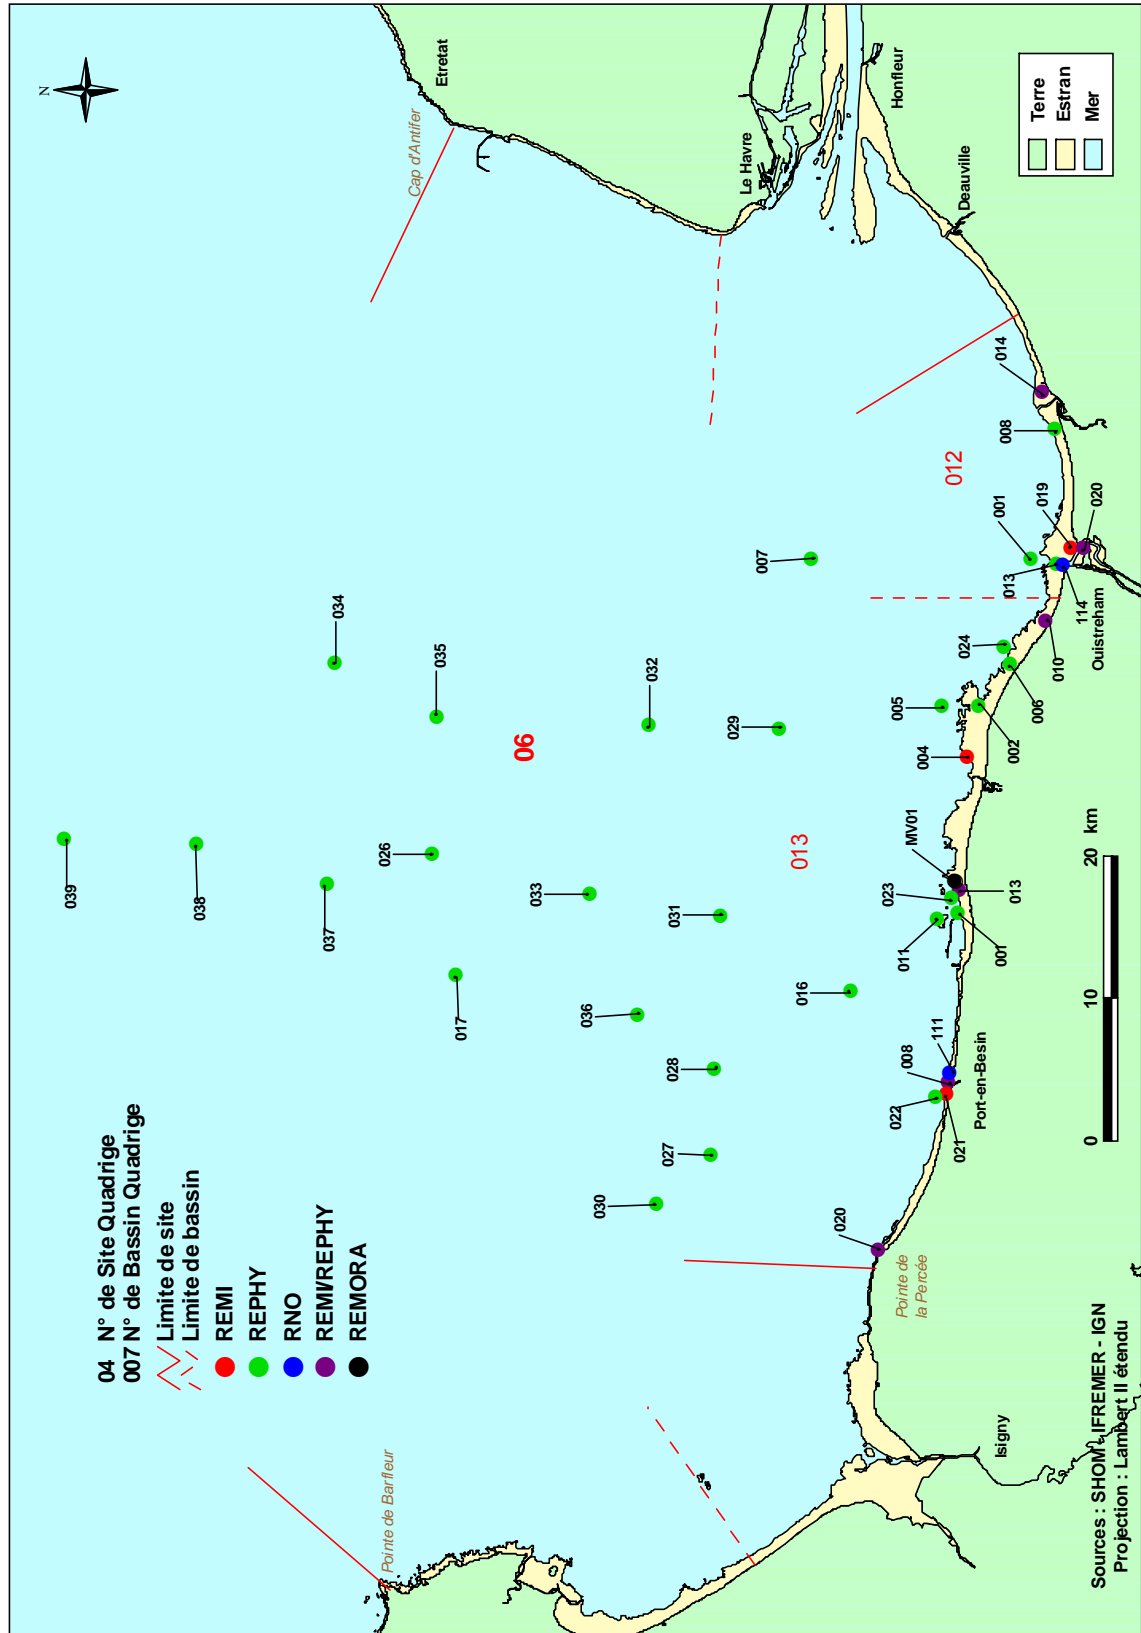 04 N° de Site Quadrige
007 N° de Bassin Quadrige
Limite de site
Limite de bassin
REMI
REPHY
RNO
REMI/REPHY
REMORA
N
Terre
Estran
Mer
Pointe de Barfleur
Cap d'Antifer
Etretat
Le Havre
Honfleur
Deauville
Ouistreham
Port-en-Besin
Pointe de
la Percée
Isigny
06
012
013
039
038
037
026
034
035
033
017
036
031
032
029
028
027
030
016
007
020
022
008
111
021
011
023
MV01
001
013
004
005
002
006
024
010
001
013
114
019
020
008
014
0
10
20
km
Sources : SHOM - IFREMER - IGN
Projection : Lambert II étendu